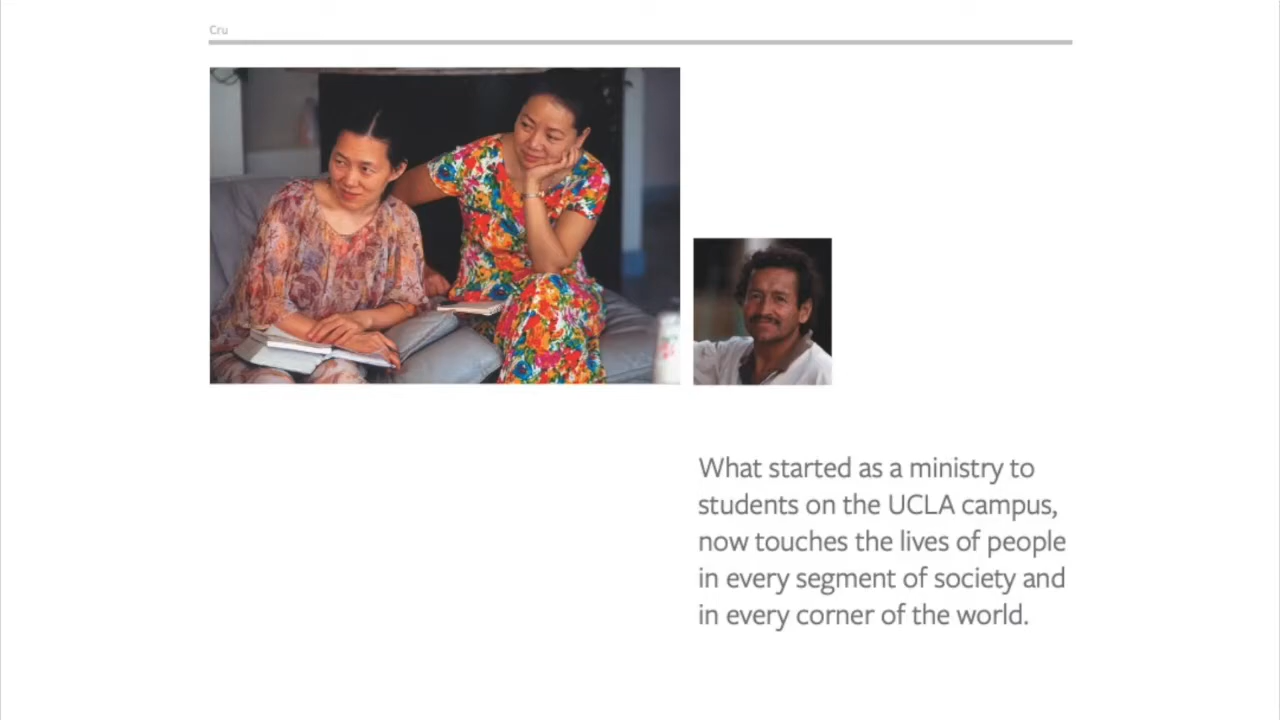 Cru
What started as a ministry to
students on the UCLA campus,
now touches the lives of people
in every segment of society and
in every corner of the world.